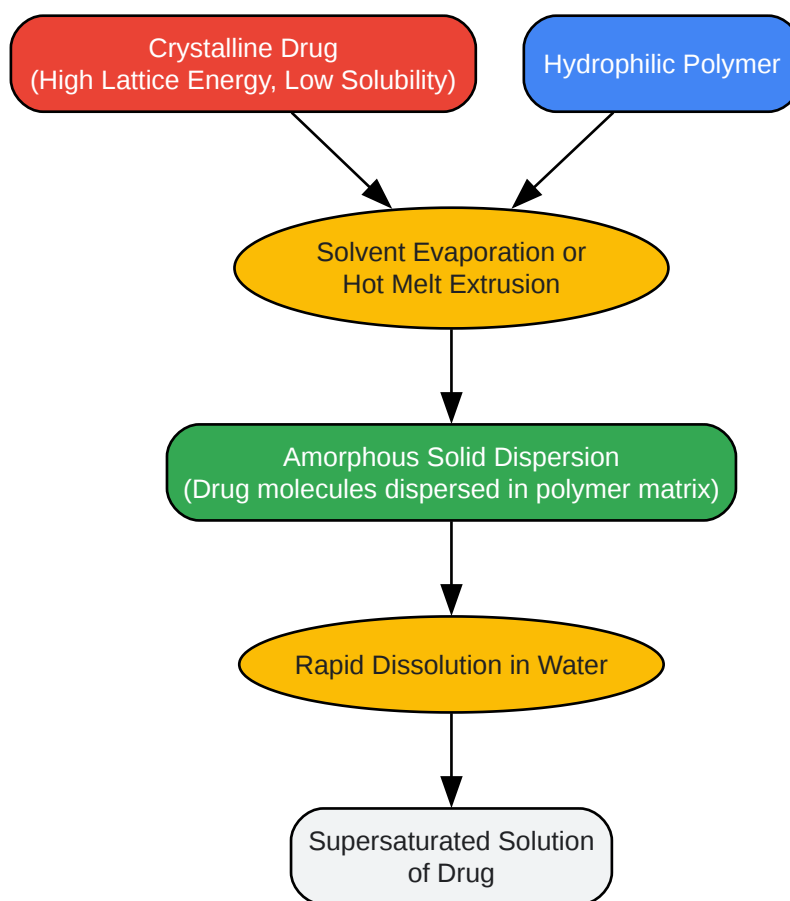 Crystalline Drug
(High Lattice Energy, Low Solubility)
Hydrophilic Polymer
Solvent Evaporation or
Hot Melt Extrusion
Amorphous Solid Dispersion
(Drug molecules dispersed in polymer matrix)
Rapid Dissolution in Water
Supersaturated Solution
of Drug